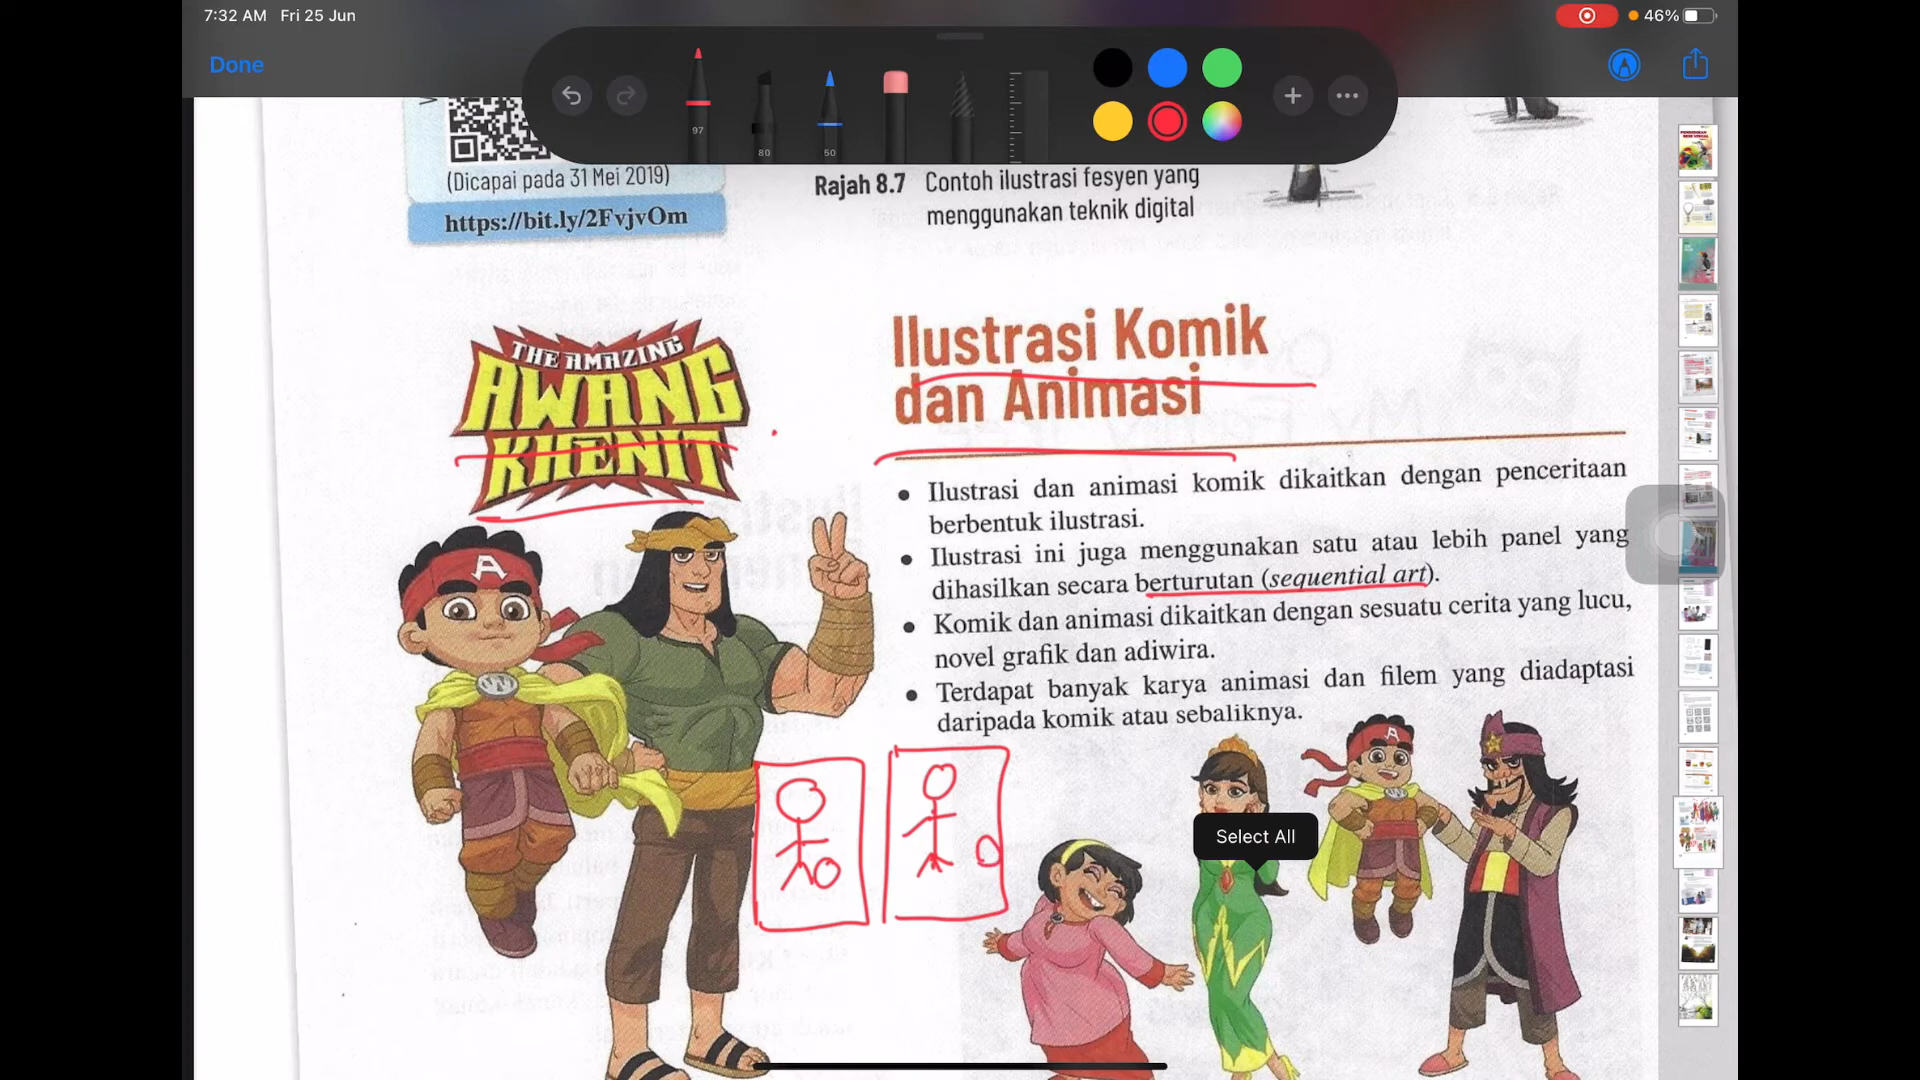 7:32 AM Fri 25 Jun
46%
Done
97
80
50
(Dicapai pada 31 Mei 2019)
https://bit.ly/2FvjvOm
Rajah 8.7 Contoh ilustrasi fesyen yang
menggunakan teknik digital
THE AMAZING
AWANG
KHENIT
Ilustrasi Komik
dan Animasi
• Ilustrasi dan animasi komik dikaitkan dengan penceritaan
berbentuk ilustrasi.
• Ilustrasi ini juga menggunakan satu atau lebih panel yang
dihasilkan secara berturutan (sequential art).
• Komik dan animasi dikaitkan dengan sesuatu cerita yang lucu,
novel grafik dan adiwira.
• Terdapat banyak karya animasi dan filem yang diadaptasi
daripada komik atau sebaliknya.
A
A
Select All